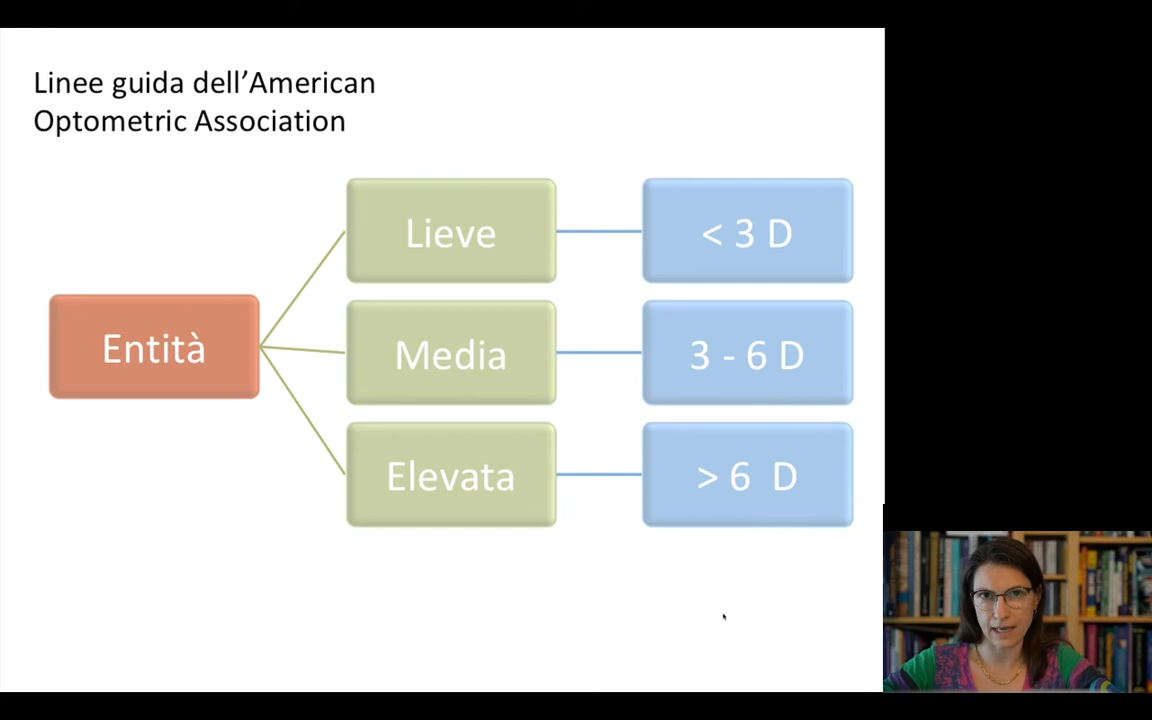 Linee guida dell’American
Optometric Association
Entità
Lieve
< 3 D
Media
3 - 6 D
Elevata
> 6 D